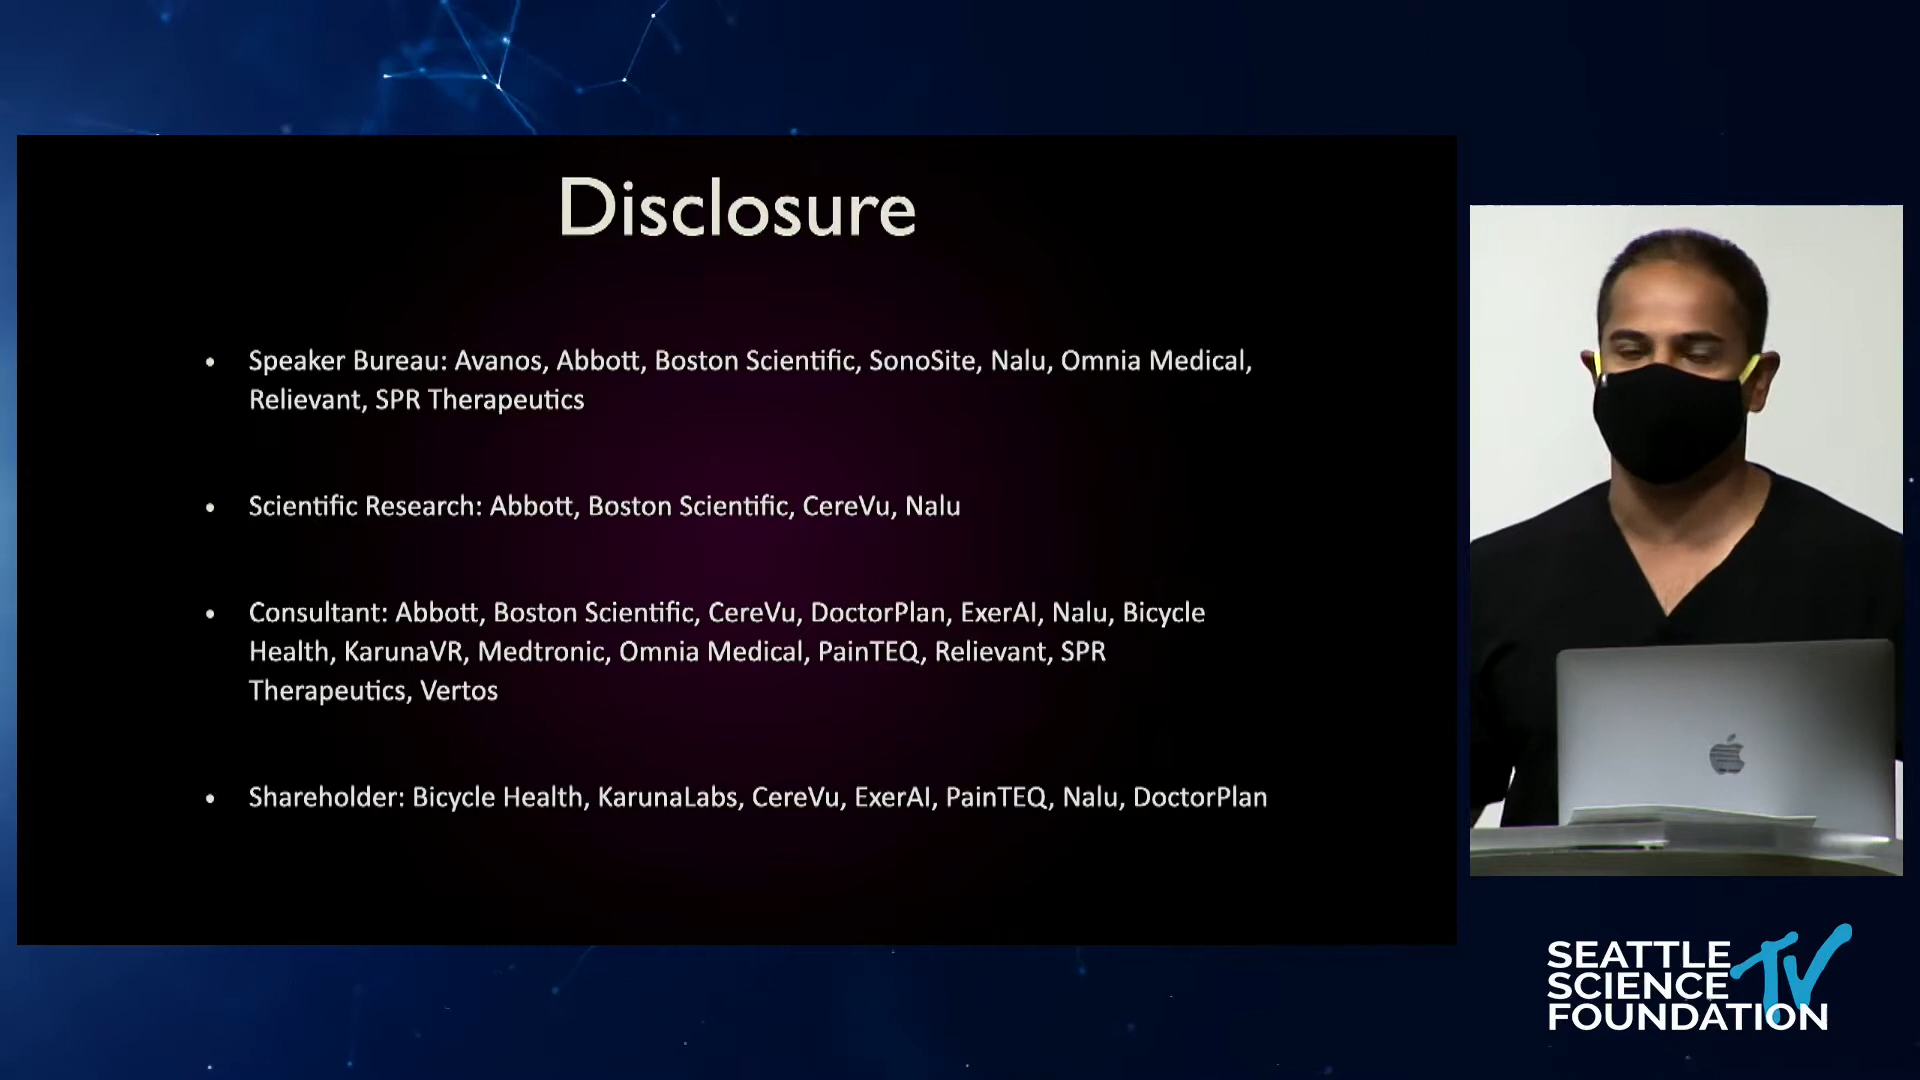 Disclosure
• Speaker Bureau: Avanos, Abbott, Boston Scientific, SonoSite, Nalu, Omnia Medical,
Relievant, SPR Therapeutics
• Scientific Research: Abbott, Boston Scientific, CereVu, Nalu
• Consultant: Abbott, Boston Scientific, CereVu, DoctorPlan, ExerAI, Nalu, Bicycle
Health, KarunaVR, Medtronic, Omnia Medical, PainTEQ, Relievant, SPR
Therapeutics, Vertos
• Shareholder: Bicycle Health, KarunaLabs, CereVu, ExerAI, PainTEQ, Nalu, DoctorPlan
SEATTLE
SCIENCE
FOUNDATION
TV